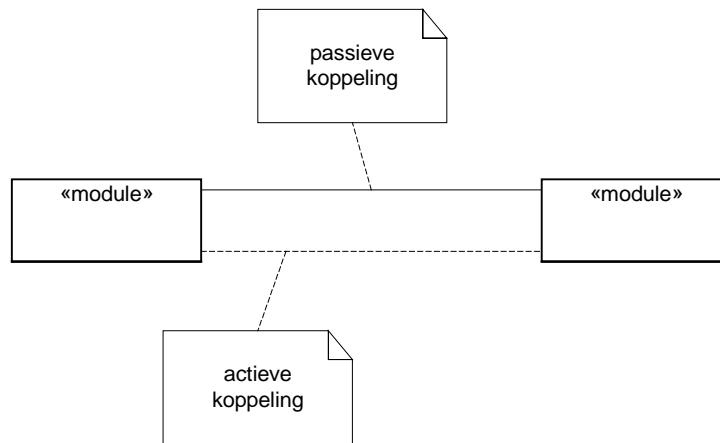 passieve
koppeling
«module»
«module»
actieve
koppeling